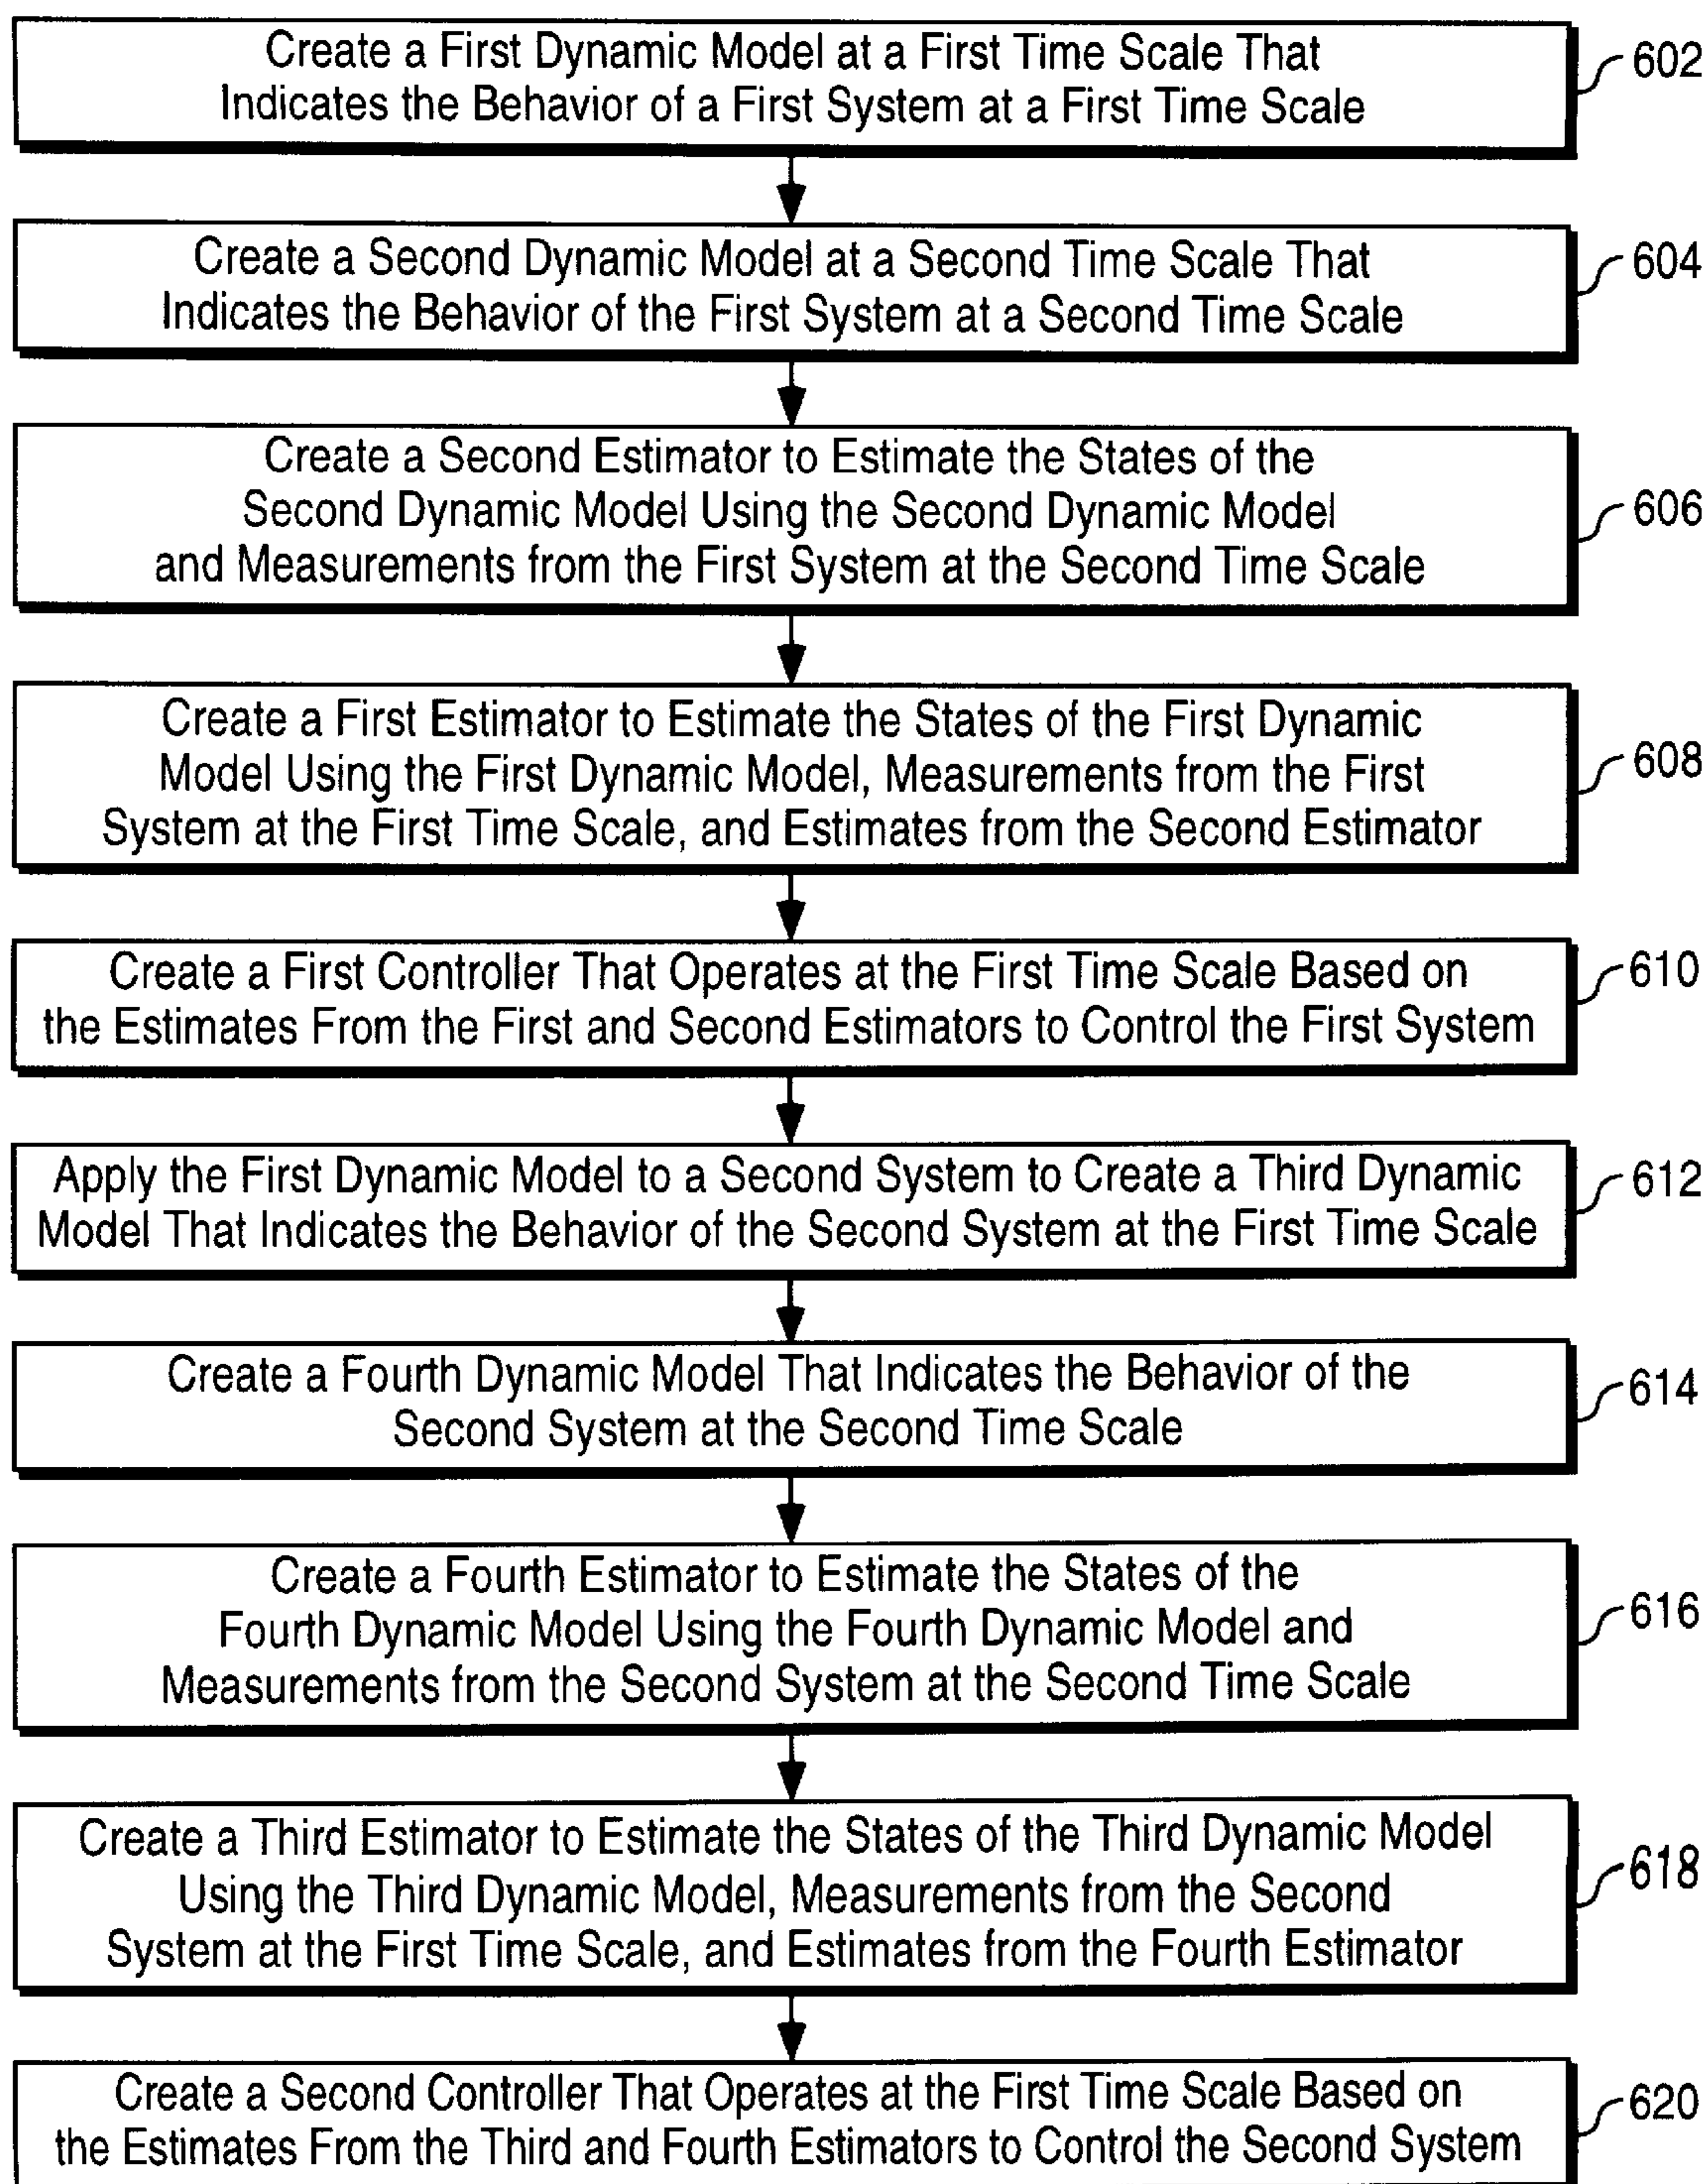 Create a First Dynamic Model at a First Time Scale That
Indicates the Behavior of a First System at a First Time Scale
602
Create a Second Dynamic Model at a Second Time Scale That
Indicates the Behavior of the First System at a Second Time Scale
604
Create a Second Estimator to Estimate the States of the
Second Dynamic Model Using the Second Dynamic Model
and Measurements from the First System at the Second Time Scale
606
Create a First Estimator to Estimate the States of the First Dynamic
Model Using the First Dynamic Model, Measurements from the First
System at the First Time Scale, and Estimates from the Second Estimator
608
Create a First Controller That Operates at the First Time Scale Based on
the Estimates From the First and Second Estimators to Control the First System
610
Apply the First Dynamic Model to a Second System to Create a Third Dynamic
Model That Indicates the Behavior of the Second System at the First Time Scale
612
Create a Fourth Dynamic Model That Indicates the Behavior of the
Second System at the Second Time Scale
614
Create a Fourth Estimator to Estimate the States of the
Fourth Dynamic Model Using the Fourth Dynamic Model and
Measurements from the Second System at the Second Time Scale
616
Create a Third Estimator to Estimate the States of the Third Dynamic Model
Using the Third Dynamic Model, Measurements from the Second
System at the First Time Scale, and Estimates from the Fourth Estimator
618
Create a Second Controller That Operates at the First Time Scale Based on
the Estimates From the Third and Fourth Estimators to Control the Second System
620